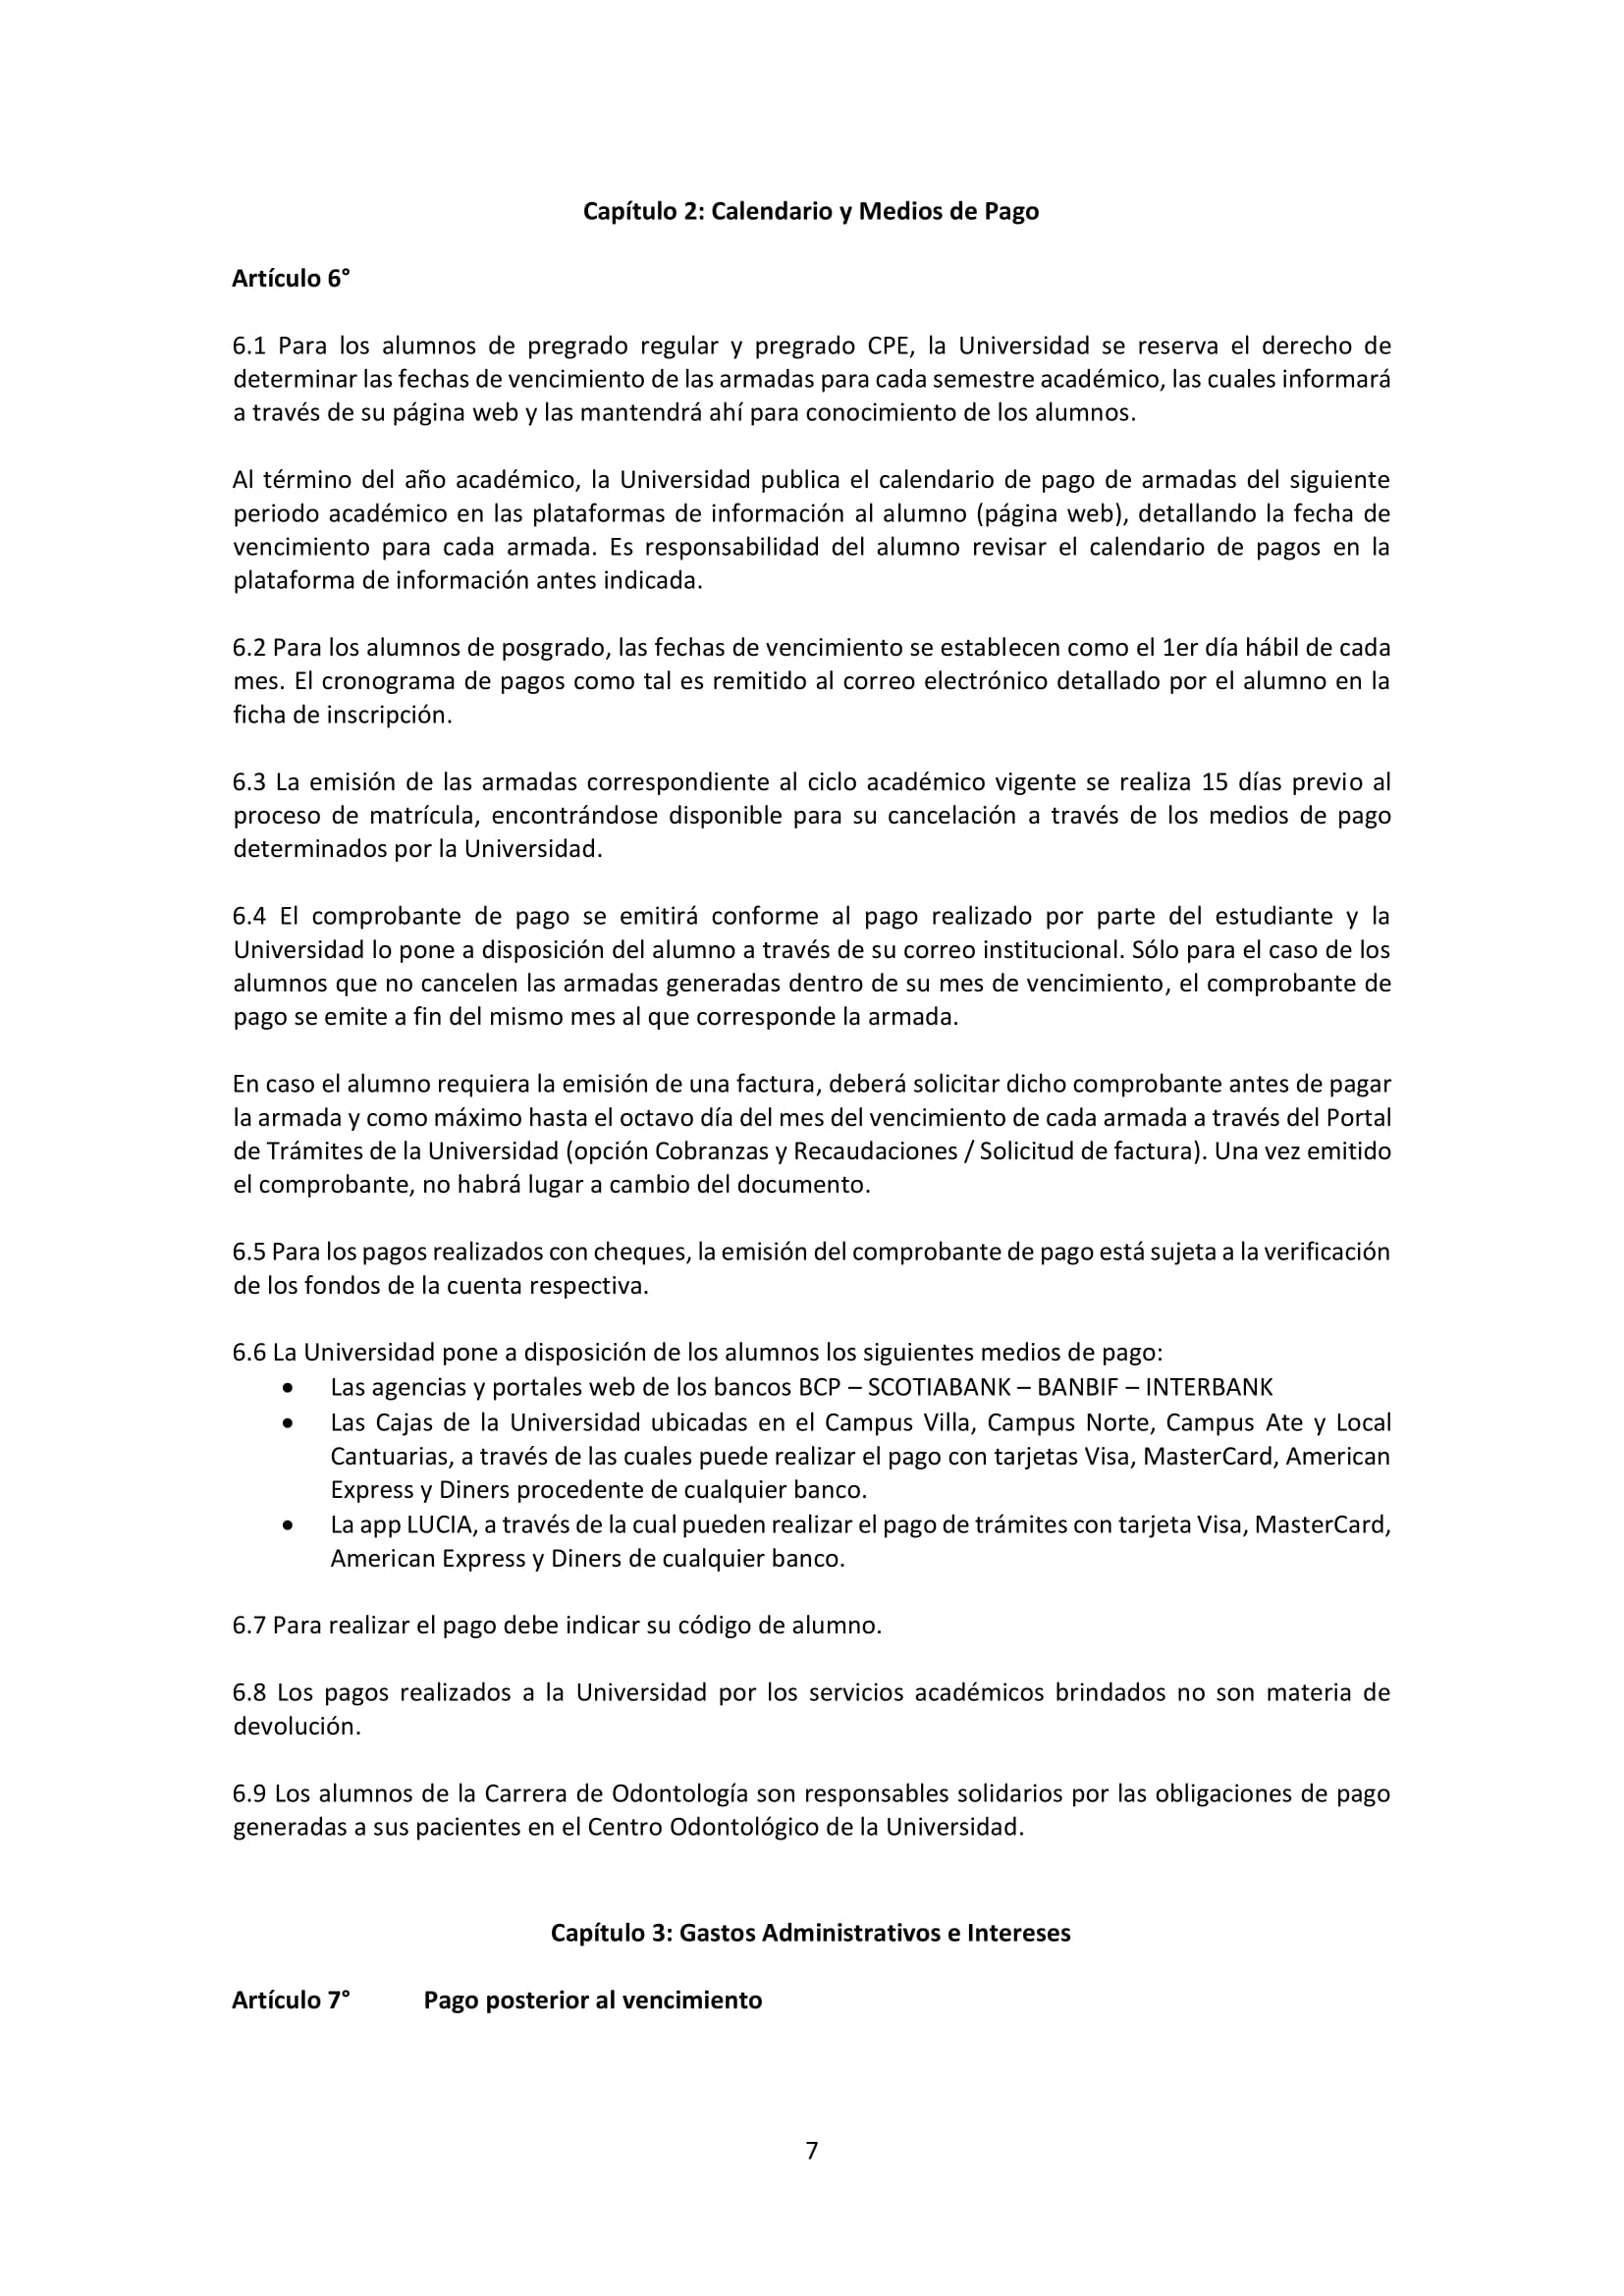 Capítulo 2: Calendario y Medios de Pago
Artículo 6°
6.1 Para los alumnos de pregrado regular y pregrado CPE, la Universidad se reserva el derecho de
determinar las fechas de vencimiento de las armadas para cada semestre académico, las cuales informará
a través de su página web y las mantendrá ahí para conocimiento de los alumnos.
Al término del año académico, la Universidad publica el calendario de pago de armadas del siguiente
periodo académico en las plataformas de información al alumno (página web), detallando la fecha de
vencimiento para cada armada. Es responsabilidad del alumno revisar el calendario de pagos en la
plataforma de información antes indicada.
6.2 Para los alumnos de posgrado, las fechas de vencimiento se establecen como el 1er día hábil de cada
mes. El cronograma de pagos como tal es remitido al correo electrónico detallado por el alumno en la
ficha de inscripción.
6.3 La emisión de las armadas correspondiente al ciclo académico vigente se realiza 15 días previo al
proceso de matrícula, encontrándose disponible para su cancelación a través de los medios de pago
determinados por la Universidad.
6.4 El comprobante de pago se emitirá conforme al pago realizado por parte del estudiante y la
Universidad lo pone a disposición del alumno a través de su correo institucional. Sólo para el caso de los
alumnos que no cancelen las armadas generadas dentro de su mes de vencimiento, el comprobante de
pago se emite a fin del mismo mes al que corresponde la armada.
En caso el alumno requiera la emisión de una factura, deberá solicitar dicho comprobante antes de pagar
la armada y como máximo hasta el octavo día del mes del vencimiento de cada armada a través del Portal
de Trámites de la Universidad (opción Cobranzas y Recaudaciones / Solicitud de factura). Una vez emitido
el comprobante, no habrá lugar a cambio del documento.
6.5 Para los pagos realizados con cheques, la emisión del comprobante de pago está sujeta a la verificación
de los fondos de la cuenta respectiva.
6.6 La Universidad pone a disposición de los alumnos los siguientes medios de pago:
• Las agencias y portales web de los bancos BCP – SCOTIABANK – BANBIF – INTERBANK
• Las Cajas de la Universidad ubicadas en el Campus Villa, Campus Norte, Campus Ate y Local
Cantuarias, a través de las cuales puede realizar el pago con tarjetas Visa, MasterCard, American
Express y Diners procedente de cualquier banco.
• La app LUCIA, a través de la cual pueden realizar el pago de trámites con tarjeta Visa, MasterCard,
American Express y Diners de cualquier banco.
6.7 Para realizar el pago debe indicar su código de alumno.
6.8 Los pagos realizados a la Universidad por los servicios académicos brindados no son materia de
devolución.
6.9 Los alumnos de la Carrera de Odontología son responsables solidarios por las obligaciones de pago
generadas a sus pacientes en el Centro Odontológico de la Universidad.
Capítulo 3: Gastos Administrativos e Intereses
Artículo 7° Pago posterior al vencimiento
7